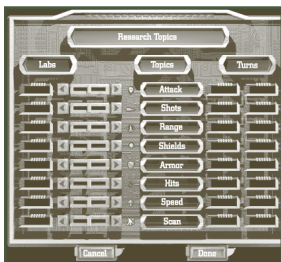 Research Topics
Labs Topics Turns
Attack
Shots
Range
Shields
Armor
Hits
Speed
Scan
Cancel Done